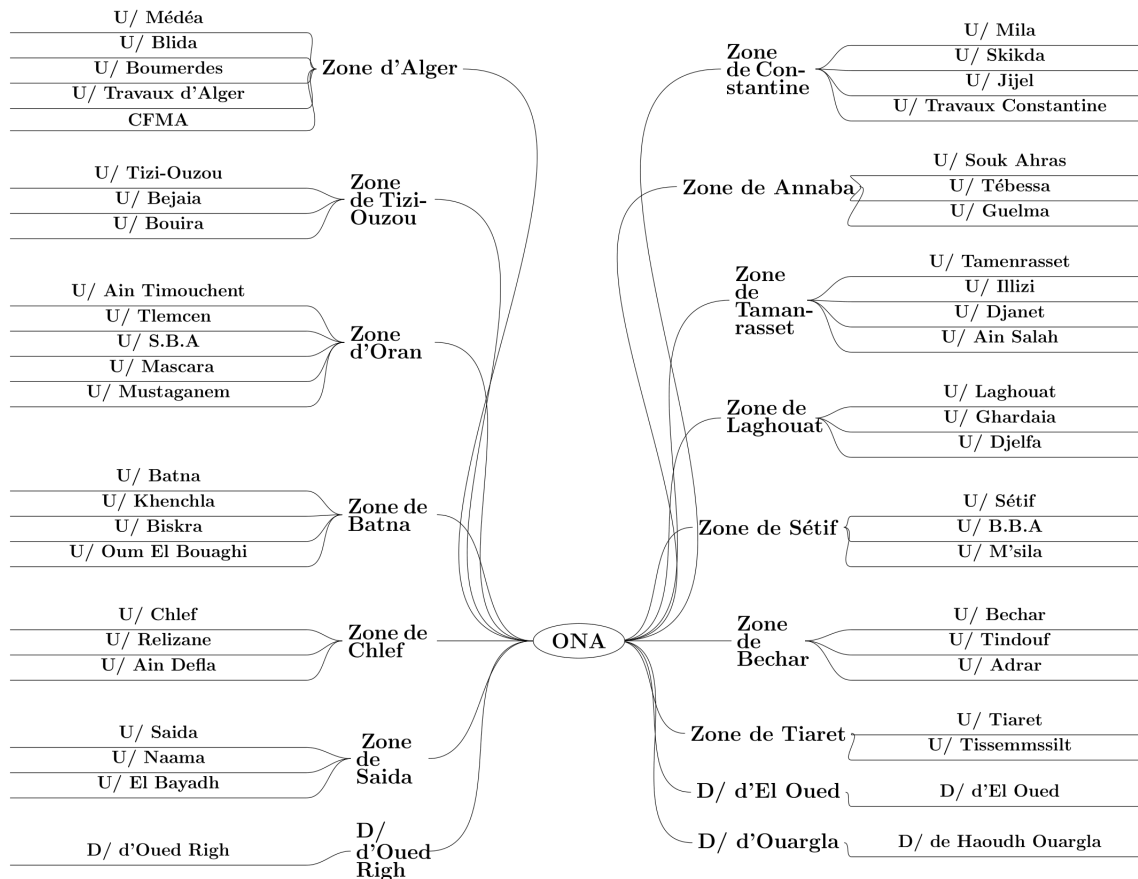 U/ Médéa
U/ Blida
U/ Boumerdes
U/ Travaux d'Alger
CFMA
Zone d'Alger
U/ Tizi-Ouzou
U/ Bejaia
U/ Bouira
Zone
de Tizi-
Ouzou
U/ Ain Timouchent
U/ Tlemcen
U/ S.B.A
U/ Mascara
U/ Mustaganem
Zone
d'Oran
U/ Batna
U/ Khenchla
U/ Biskra
U/ Oum El Bouaghi
Zone de
Batna
U/ Chlef
U/ Relizane
U/ Ain Defla
Zone de
Chlef
U/ Saida
U/ Naama
U/ El Bayadh
Zone
de
Saida
D/ d'Oued Righ
D/
d'Oued
Righ
ONA
Zone
de Con-
stantine
U/ Mila
U/ Skikda
U/ Jijel
U/ Travaux Constantine
Zone de Annaba
U/ Souk Ahras
U/ Tébessa
U/ Guelma
Zone
de
Taman-
rasset
U/ Tamenrasset
U/ Illizi
U/ Djanet
U/ Ain Salah
Zone de
Laghouat
U/ Laghouat
U/ Ghardaia
U/ Djelfa
Zone de Sétif
U/ Sétif
U/ B.B.A
U/ M'sila
Zone
de
Bechar
U/ Bechar
U/ Tindouf
U/ Adrar
Zone de Tiaret
U/ Tiaret
U/ Tissemmssilt
D/ d'El Oued
D/ d'El Oued
D/ d'Ouargla
D/ de Haoudh Ouargla